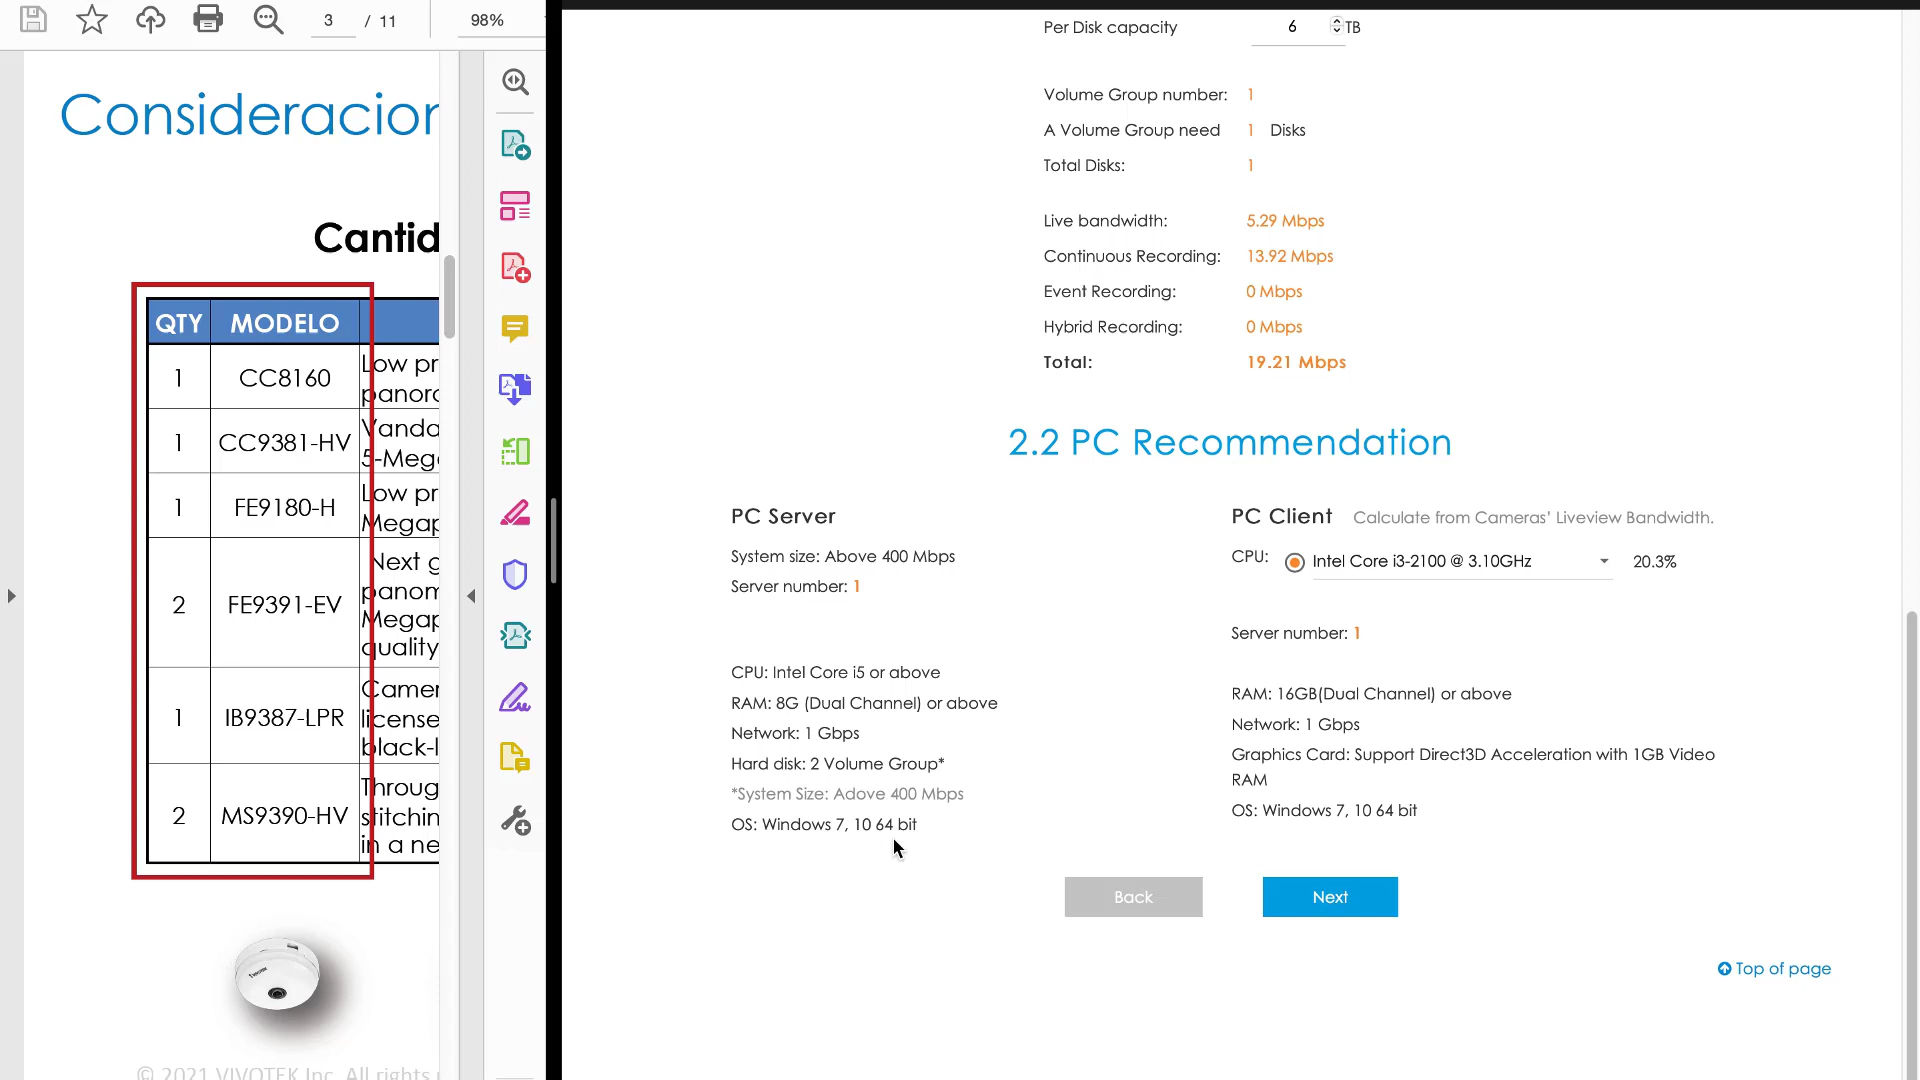 3 / 11
98%
Consideracion
Cantid
QTY MODELO
1 CC8160 Low pr
panora
1 CC9381-HV Vanda
5-Mega
1 FE9180-H Low pr
Megap
2 FE9391-EV Next g
panom
Megap
quality
1 IB9387-LPR Camer
license
black-l
2 MS9390-HV Throug
stitchin
in a ne
© 2021 VIVOTEK Inc. All rights
Per Disk capacity 6 TB
Volume Group number: 1
A Volume Group need 1 Disks
Total Disks: 1
Live bandwidth: 5.29 Mbps
Continuous Recording: 13.92 Mbps
Event Recording: 0 Mbps
Hybrid Recording: 0 Mbps
Total: 19.21 Mbps
2.2 PC Recommendation
PC Server
System size: Above 400 Mbps
Server number: 1
CPU: Intel Core i5 or above
RAM: 8G (Dual Channel) or above
Network: 1 Gbps
Hard disk: 2 Volume Group*
*System Size: Adove 400 Mbps
OS: Windows 7, 10 64 bit
PC Client Calculate from Cameras' Liveview Bandwidth.
CPU: Intel Core i3-2100 @ 3.10GHz 20.3%
Server number: 1
RAM: 16GB(Dual Channel) or above
Network: 1 Gbps
Graphics Card: Support Direct3D Acceleration with 1GB Video
RAM
OS: Windows 7, 10 64 bit
Back
Next
Top of page